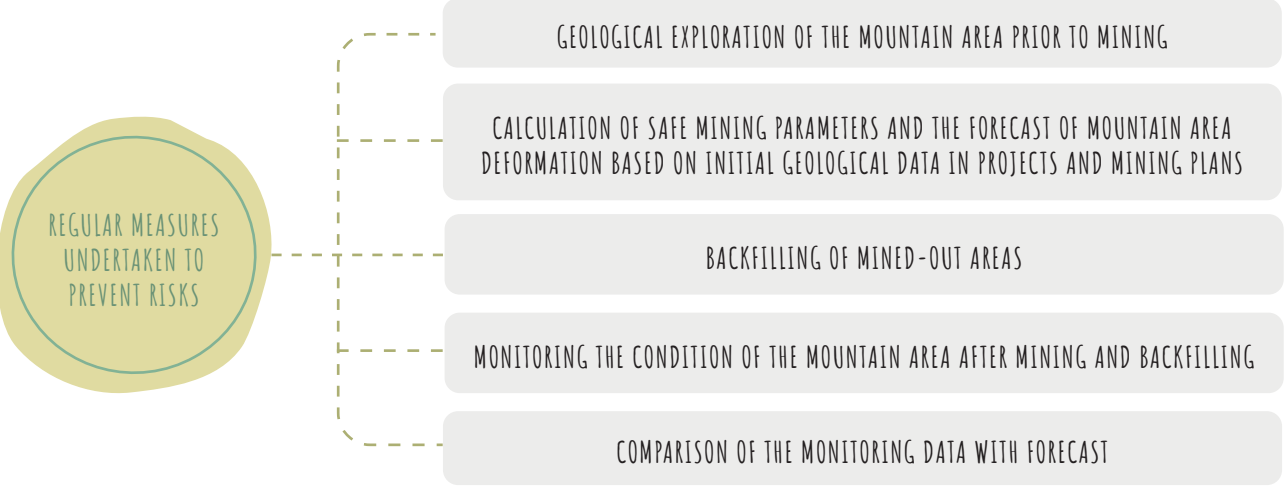 REGULAR MEASURES
UNDERTAKEN TO
PREVENT RISKS
GEOLOGICAL EXPLORATION OF THE MOUNTAIN AREA PRIOR TO MINING
CALCULATION OF SAFE MINING PARAMETERS AND THE FORECAST OF MOUNTAIN AREA
DEFORMATION BASED ON INITIAL GEOLOGICAL DATA IN PROJECTS AND MINING PLANS
BACKFILLING OF MINED-OUT AREAS
MONITORING THE CONDITION OF THE MOUNTAIN AREA AFTER MINING AND BACKFILLING
COMPARISON OF THE MONITORING DATA WITH FORECAST